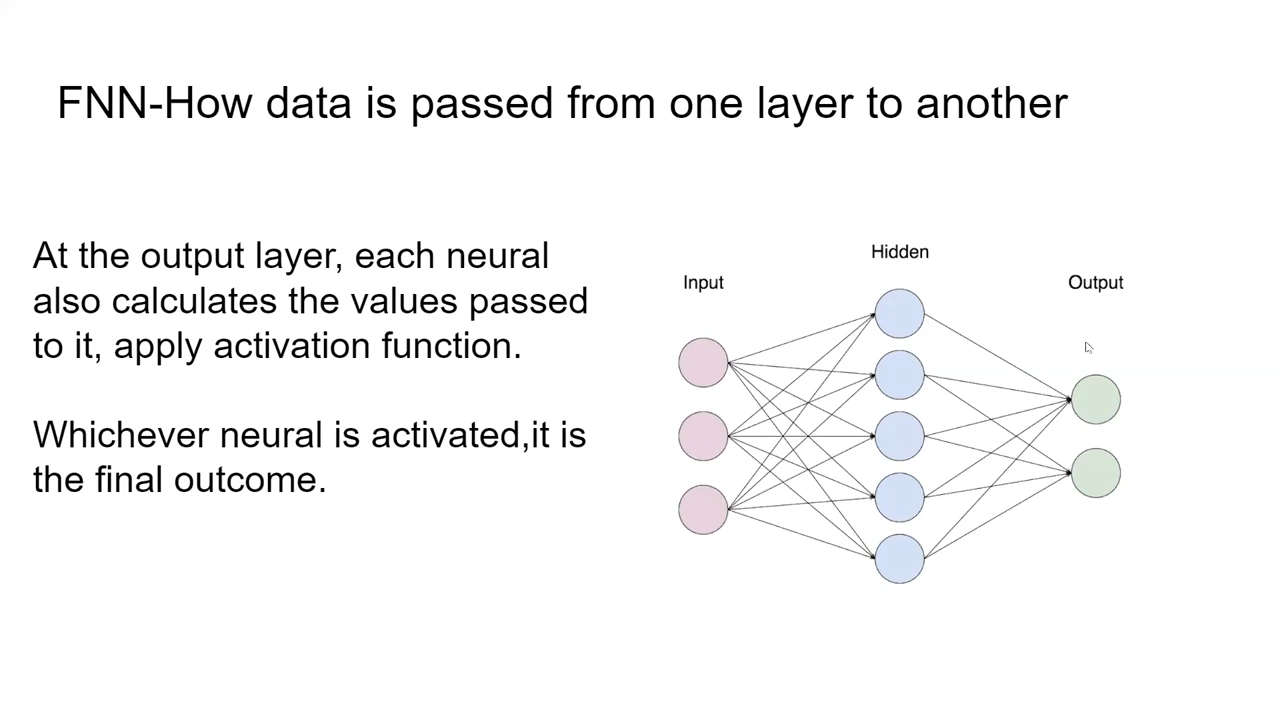 FNN-How data is passed from one layer to another
At the output layer, each neural
also calculates the values passed
to it, apply activation function.
Whichever neural is activated,it is
the final outcome.
Hidden
Input
Output